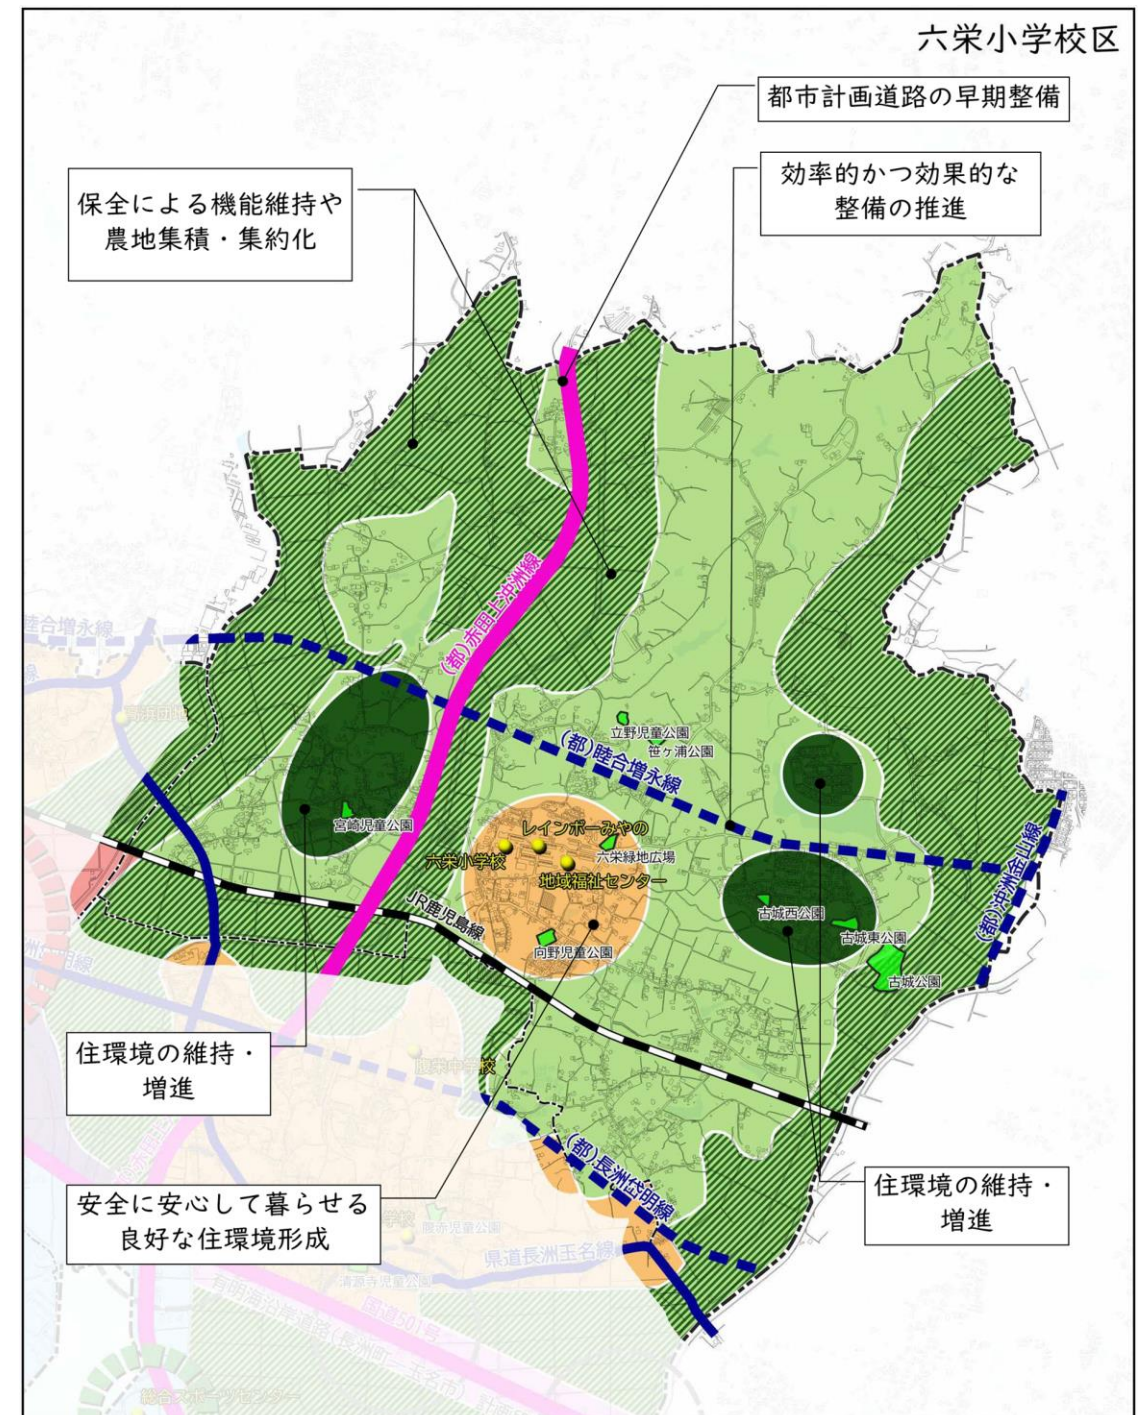 六栄小学校区
都市計画道路の早期整備
効率的かつ効果的な
整備の推進
保全による機能維持や
農地集積・集約化
(都)赤田上沖洲線
睦合増永線
(都)睦合増永線
立野児童公園
笹ヶ浦公園
宮崎児童公園
レインボーみやの
六栄小学校
六栄緑地広場
地域福祉センター
JR鹿児島線
向野児童公園
古城西公園
古城東公園
古城公園
(都)沖洲金山線
住環境の維持・
増進
腹栄中学校
(都)長洲岱明線
安全に安心して暮らせる
良好な住環境形成
住環境の維持・
増進
学校
腹赤児童公園
県道長洲玉名線
清源寺児童公園
国道501号
有明海沿岸道路(長洲町―玉名市)
総合スポーツセンター